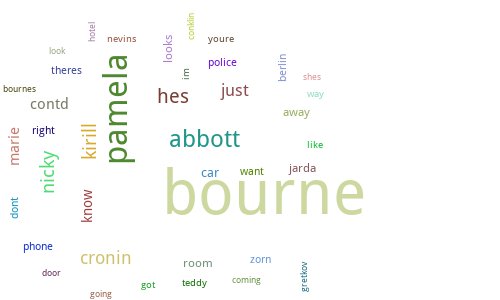 hotel
nevins
looks
conklin
youre
look
theres
pamela
im
police
berlin
shes
bournes
contd
hes
just
way
away
marie
right
kirill
abbott
like
nicky
car
want
jarda
dont
know
bourne
phone
cronin
room
zorn
door
going
got
teddy
coming
gretkov